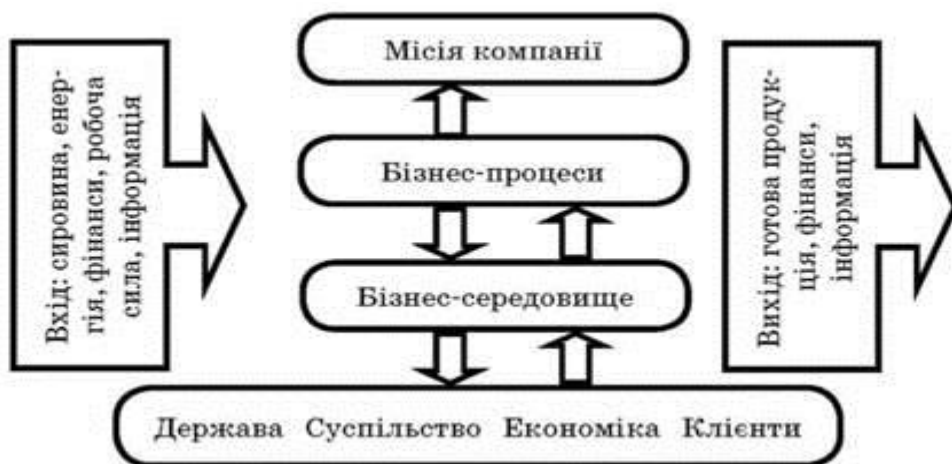 Вхід: сировина, енер-
гія, фінанси, робоча
сила, інформація
Місія компанії
Бізнес-процеси
Бізнес-середовище
Держава Суспільство Економіка Клієнти
Вихід: готова продук-
ція, фінанси,
інформація